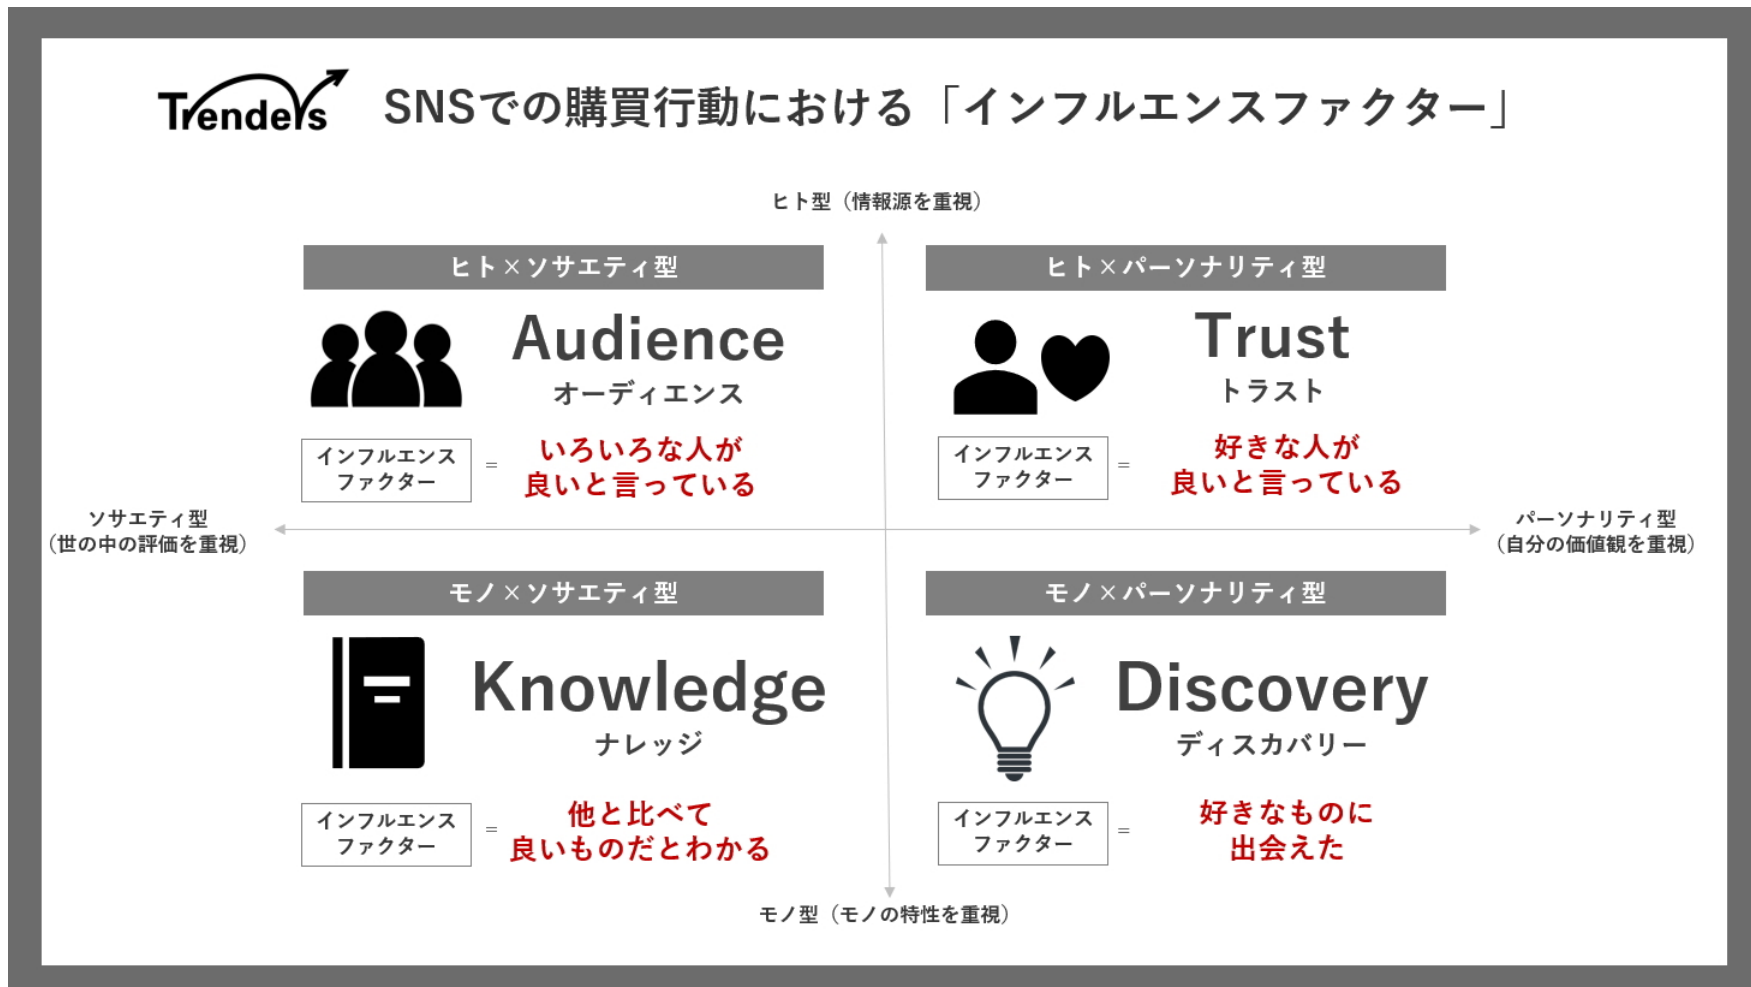 Trenders
SNSでの購買行動における「インフルエンスファクター」
ヒト型（情報源を重視）
ヒト×ソサエティ型
Audience
オーディエンス
インフルエンス
ファクター
=
いろいろな人が
良いと言っている
ヒト×パーソナリティ型
Trust
トラスト
インフルエンス
ファクター
=
好きな人が
良いと言っている
ソサエティ型
（世の中の評価を重視）
パーソナリティ型
（自分の価値観を重視）
モノ×ソサエティ型
Knowledge
ナレッジ
インフルエンス
ファクター
=
他と比べて
良いものだとわかる
モノ×パーソナリティ型
Discovery
ディスカバリー
インフルエンス
ファクター
=
好きなものに
出会えた
モノ型（モノの特性を重視）